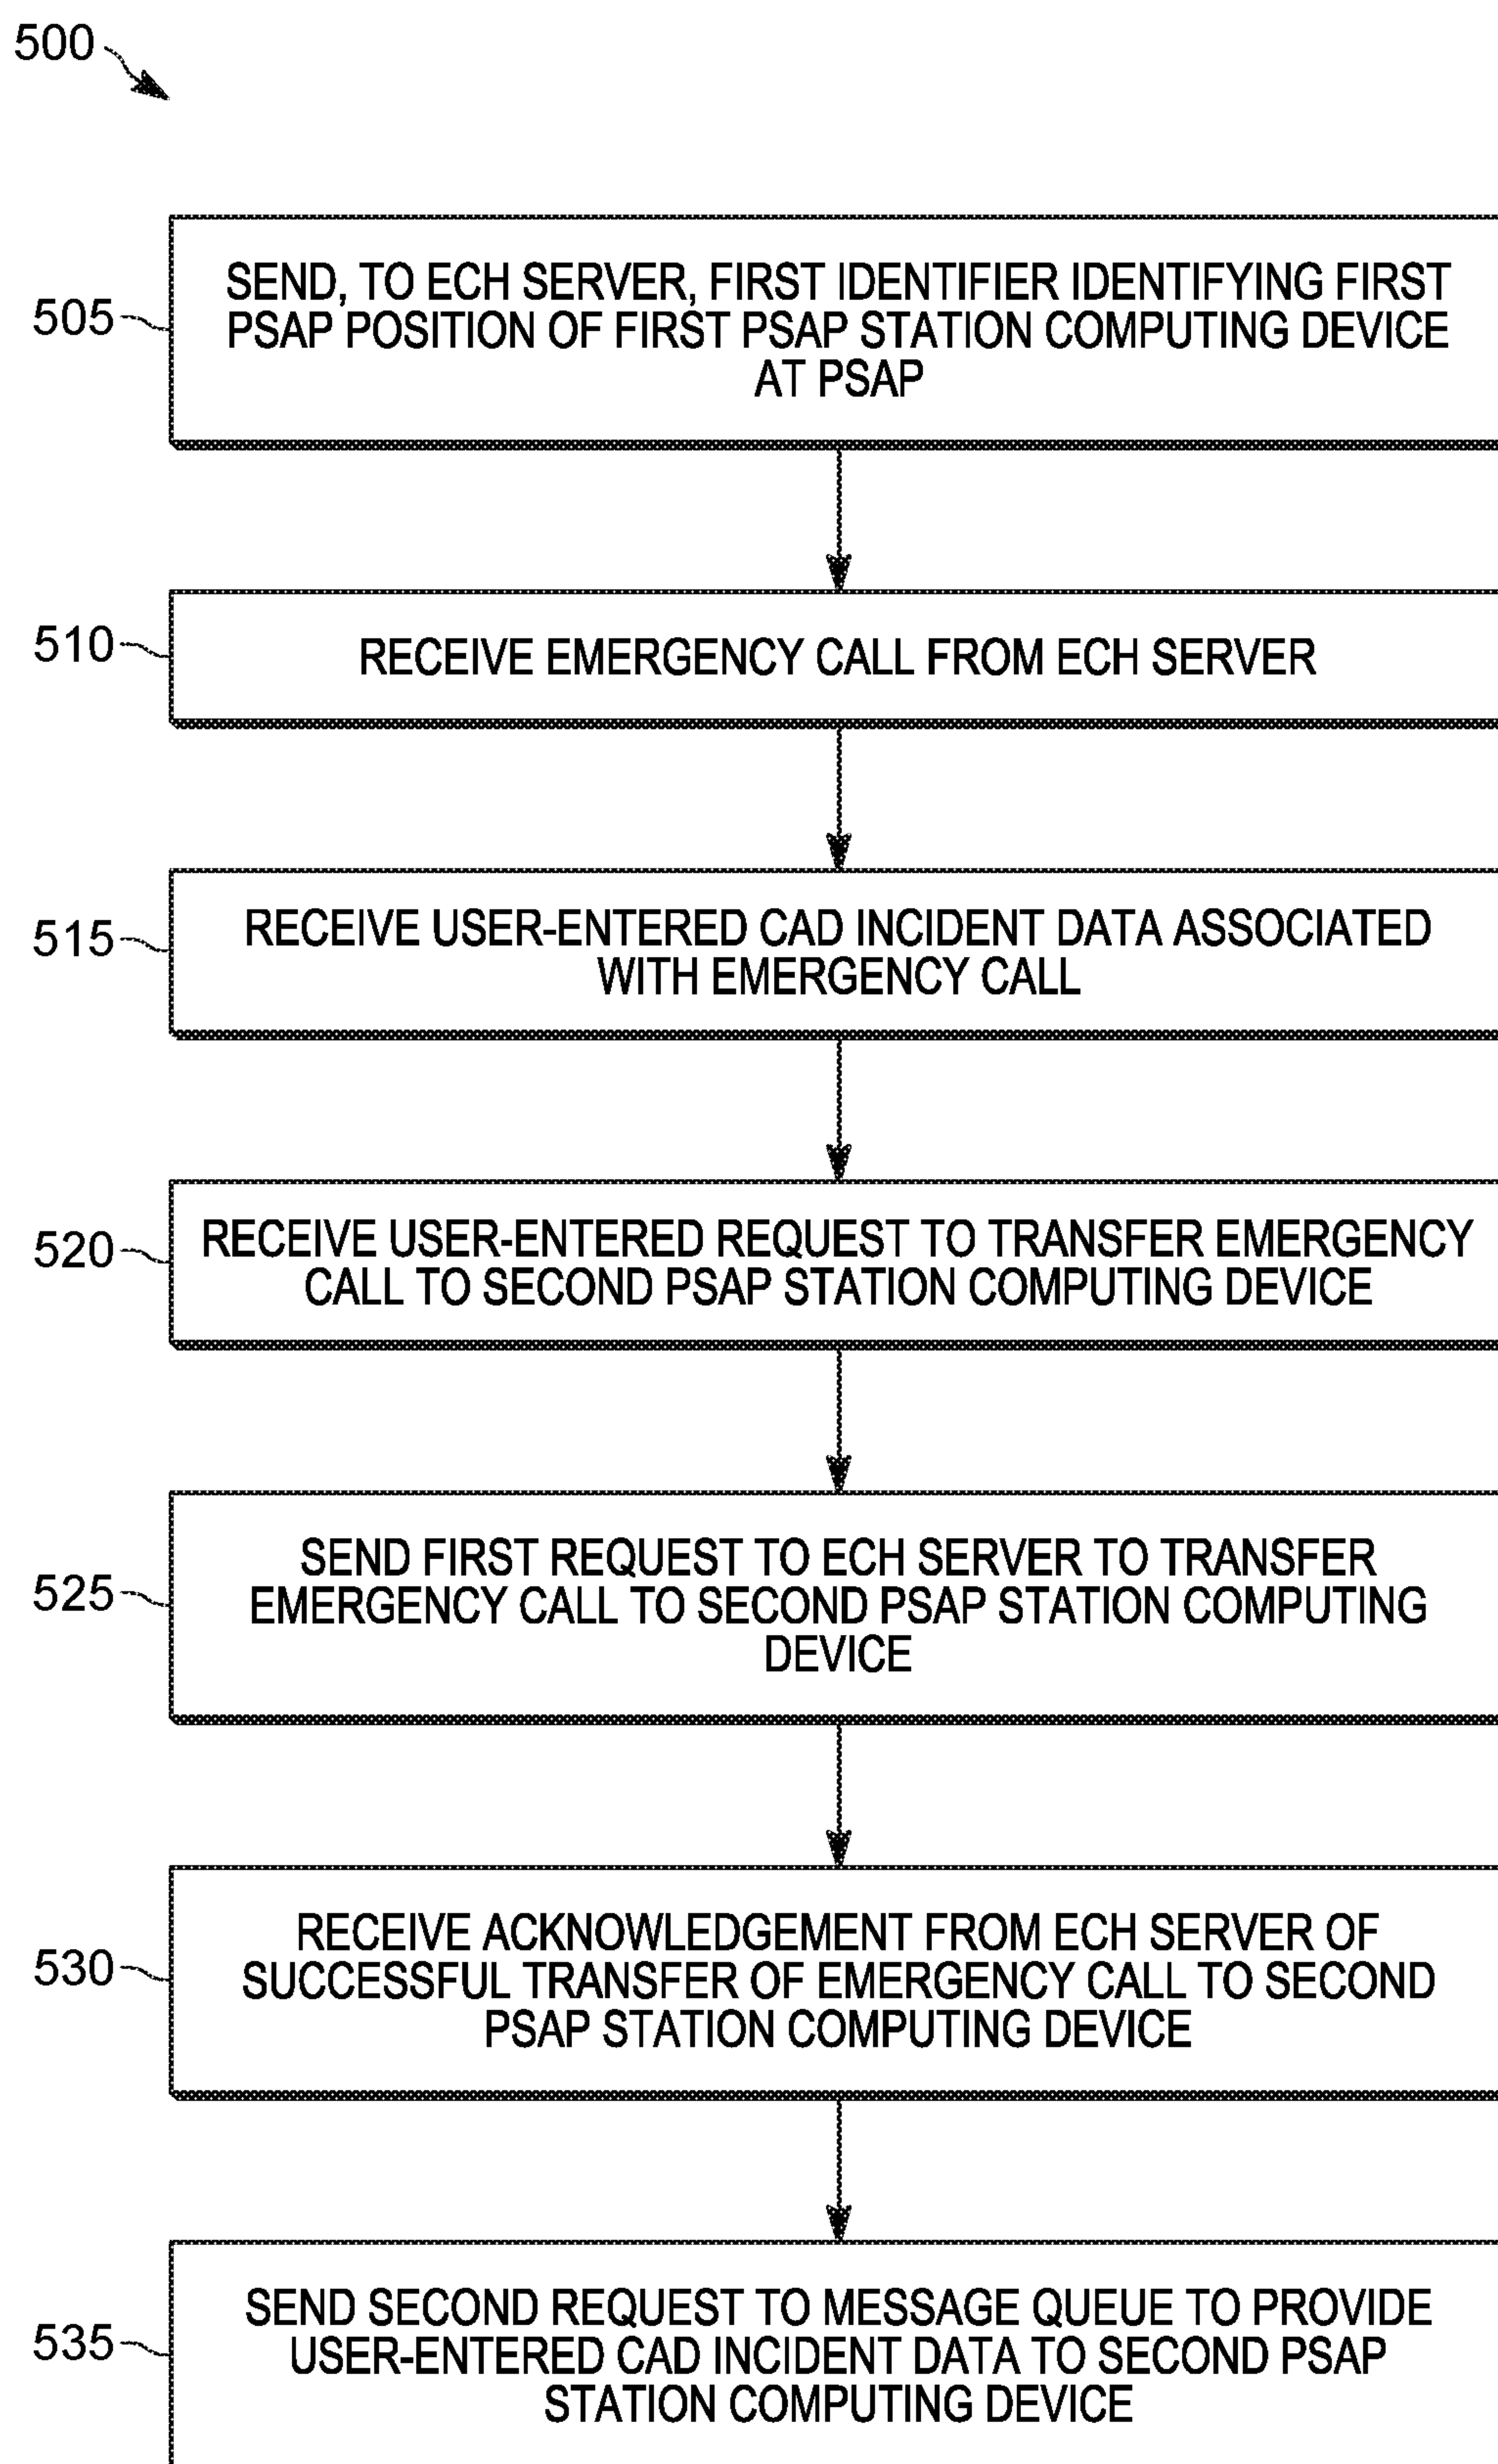 500
505
SEND, TO ECH SERVER, FIRST IDENTIFIER IDENTIFYING FIRST
PSAP POSITION OF FIRST PSAP STATION COMPUTING DEVICE
AT PSAP
510
RECEIVE EMERGENCY CALL FROM ECH SERVER
515
RECEIVE USER-ENTERED CAD INCIDENT DATA ASSOCIATED
WITH EMERGENCY CALL
520
RECEIVE USER-ENTERED REQUEST TO TRANSFER EMERGENCY
CALL TO SECOND PSAP STATION COMPUTING DEVICE
525
SEND FIRST REQUEST TO ECH SERVER TO TRANSFER
EMERGENCY CALL TO SECOND PSAP STATION COMPUTING
DEVICE
530
RECEIVE ACKNOWLEDGEMENT FROM ECH SERVER OF
SUCCESSFUL TRANSFER OF EMERGENCY CALL TO SECOND
PSAP STATION COMPUTING DEVICE
535
SEND SECOND REQUEST TO MESSAGE QUEUE TO PROVIDE
USER-ENTERED CAD INCIDENT DATA TO SECOND PSAP
STATION COMPUTING DEVICE